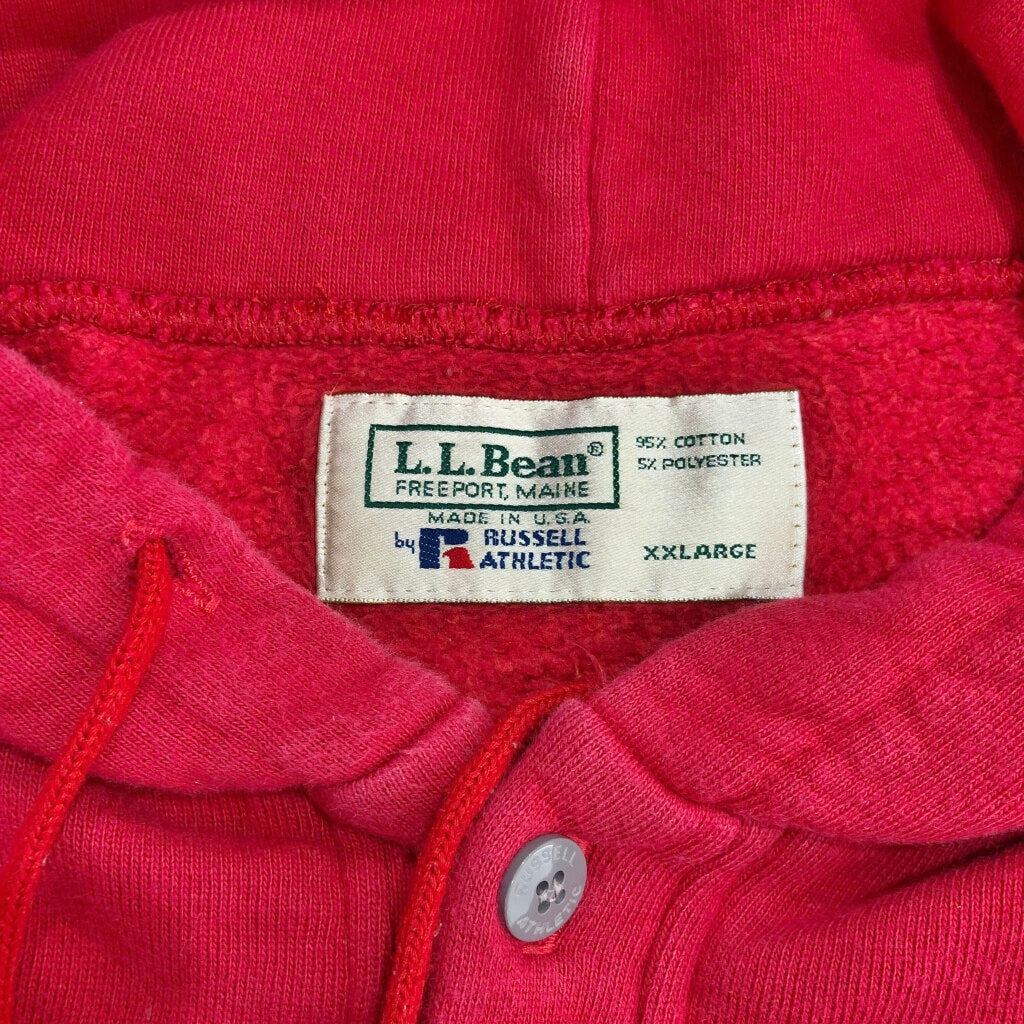 L.L.Bean®
FREEPORT, MAINE
MADE IN U.S.A.
by RUSSELL
ATHLETIC
95% COTTON
5% POLYESTER
XXLARGE
RUSSELL
ATHLETIC